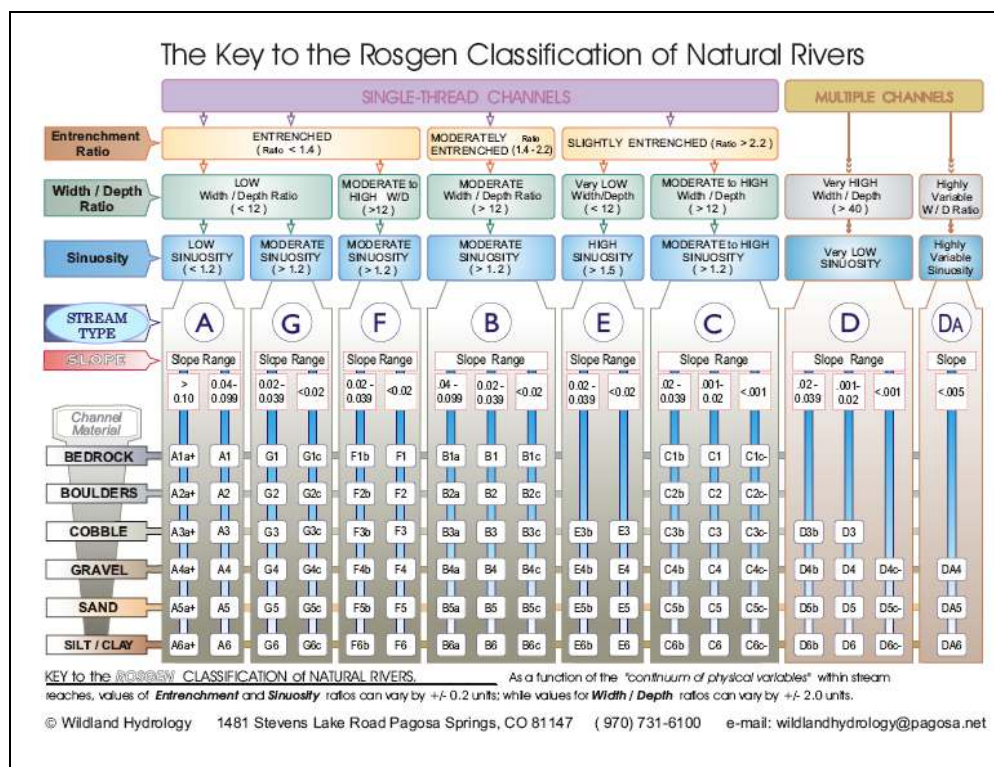 The Key to the Rosgen Classification of Natural Rivers
SINGLE-THREAD CHANNELS
MULTIPLE CHANNELS
Entrenchment Ratio
ENTRENCHED (Ratio < 1.4)
MODERATELY ENTRENCHED Ratio (1.4 - 2.2)
SLIGHTLY ENTRENCHED (Ratio > 2.2)
Width / Depth Ratio
LOW Width / Depth Ratio (< 12)
MODERATE to HIGH W/D (>12)
MODERATE Width / Depth Ratio (> 12)
Very LOW Width/Depth (< 12)
MODERATE to HIGH Width / Depth (> 12)
Very HIGH Width / Depth (> 40)
Highly Variable W / D Ratio
Sinuosity
LOW SINUOSITY (< 1.2)
MODERATE SINUOSITY (> 1.2)
MODERATE SINUOSITY (> 1.2)
MODERATE SINUOSITY (> 1.2)
HIGH SINUOSITY (> 1.5)
MODERATE to HIGH SINUOSITY (> 1.2)
Very LOW SINUOSITY
Highly Variable Sinuosity
STREAM TYPE
A G F B E C D DA
SLOPE
Slope Range Slope Range Slope Range Slope Range Slope Range Slope Range Slope Range Slope
> 0.10 0.04-0.099 0.02-0.039 <0.02 0.02-0.039 <0.02 .04-0.099 0.02-0.039 <0.02 0.02-0.039 <0.02 .02-0.039 .001-0.02 <.001 .02-0.039 .001-0.02 <.001 <.005
Channel Material
BEDROCK A1a+ A1 G1 G1c F1b F1 B1a B1 B1c C1b C1 C1c-
BOULDERS A2a+ A2 G2 G2c F2b F2 B2a B2 B2c C2b C2 C2c-
COBBLE A3a+ A3 G3 G3c F3b F3 B3a B3 B3c E3b E3 C3b C3 C3c- D3b D3
GRAVEL A4a+ A4 G4 G4c F4b F4 B4a B4 B4c E4b E4 C4b C4 C4c- D4b D4 D4c- DA4
SAND A5a+ A5 G5 G5c F5b F5 B5a B5 B5c E5b E5 C5b C5 C5c- D5b D5 D5c- DA5
SILT / CLAY A6a+ A6 G6 G6c F6b F6 B6a B6 B6c E6b E6 C6b C6 C6c- D6b D6 D6c- DA6
KEY to the ROSGEN CLASSIFICATION of NATURAL RIVERS. As a function of the "continuum of physical variables" within stream
reaches, values of Entrenchment and Sinuosity ratios can vary by +/- 0.2 units; while values for Width / Depth ratios can vary by +/- 2.0 units.
© Wildland Hydrology 1481 Stevens Lake Road Pagosa Springs, CO 81147 (970) 731-6100 e-mail: wildlandhydrology@pagosa.net